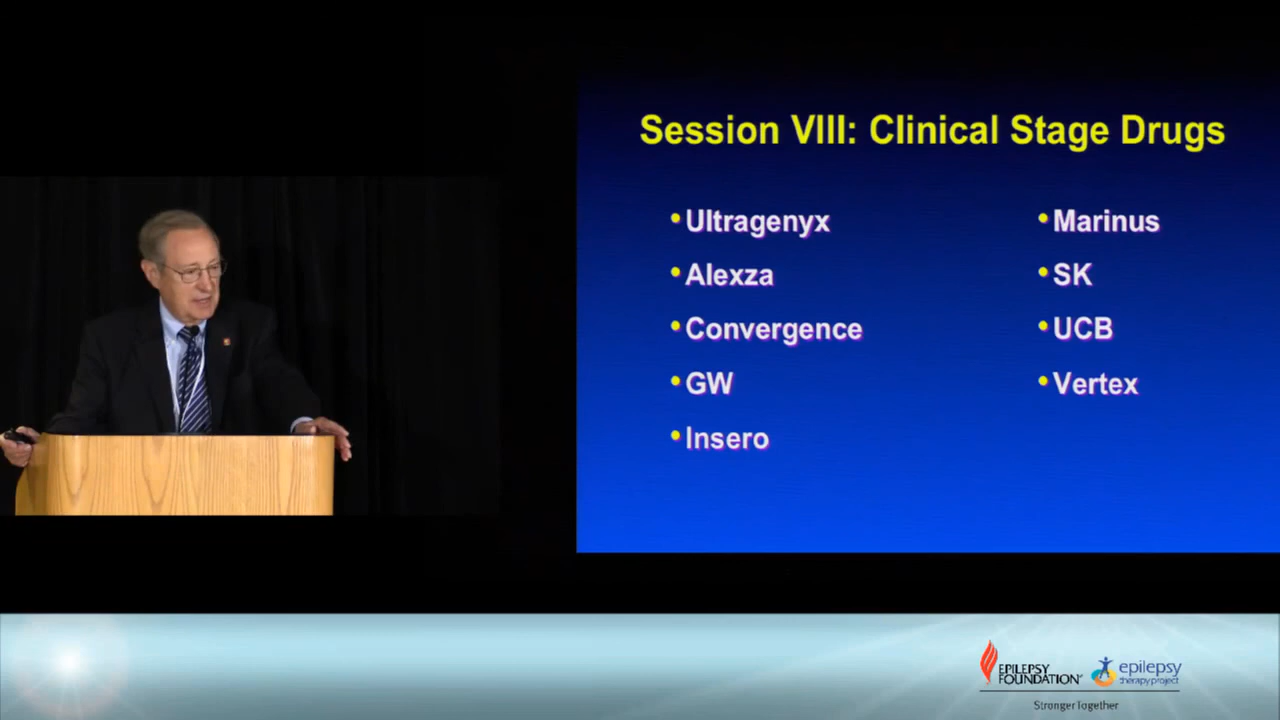 Session VIII: Clinical Stage Drugs
• Ultragenyx
• Alexza
• Convergence
• GW
• Insero
• Marinus
• SK
• UCB
• Vertex
EPILEPSY
FOUNDATION
epilepsy
therapy project
Stronger Together